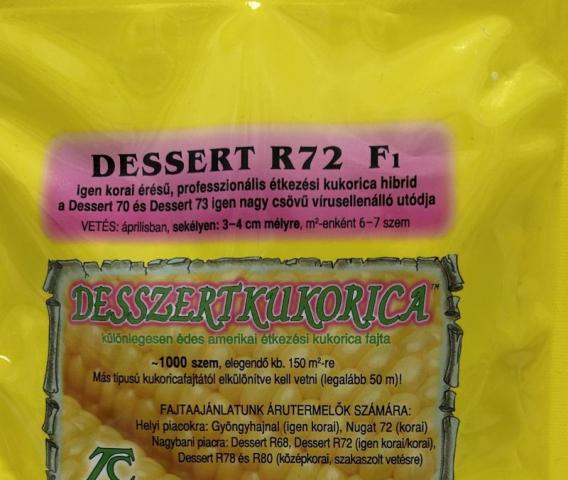 DESSERT R72 F1
igen korai érésű, professzionális étkezési kukorica hibrid
a Dessert 70 és Dessert 73 igen nagy csövű vírusellenálló utódja
VETÉS: áprilisban, sekélyen: 3-4 cm mélyre, m²-enként 6-7 szem
DESSZERTKUKORICA™
különlegesen édes amerikai étkezési kukorica fajta
~1000 szem, elegendő kb. 150 m²-re
Más típusú kukoricafajtától elkülönítve kell vetni (legalább 50 m)!
FAJTAAJÁNLATUNK ÁRUTERMELŐK SZÁMÁRA:
Helyi piacokra: Gyöngyhajnal (igen korai), Nugat 72 (korai)
Nagybani piacra: Dessert R68, Dessert R72 (igen korai/korai),
Dessert R78 és R80 (középkorai, szakaszolt vetésre)
TC